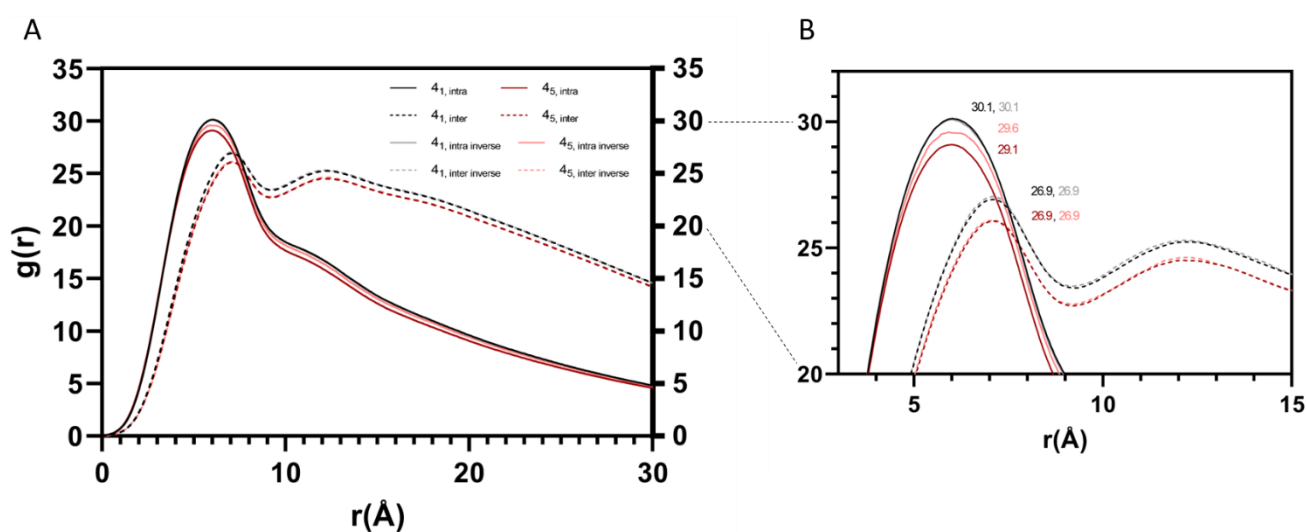 A
B
35
30
25
20
15
10
5
0
g(r)
0
10
20
30
r(Å)
35
30
25
20
15
10
5
0
4₁, intra
4₅, intra
4₁, inter
4₅, inter
4₁, intra inverse
4₅, intra inverse
4₁, inter inverse
4₅, inter inverse
30
25
20
5
10
15
r(Å)
30.1, 30.1
29.6
29.1
26.9, 26.9
26.9, 26.9